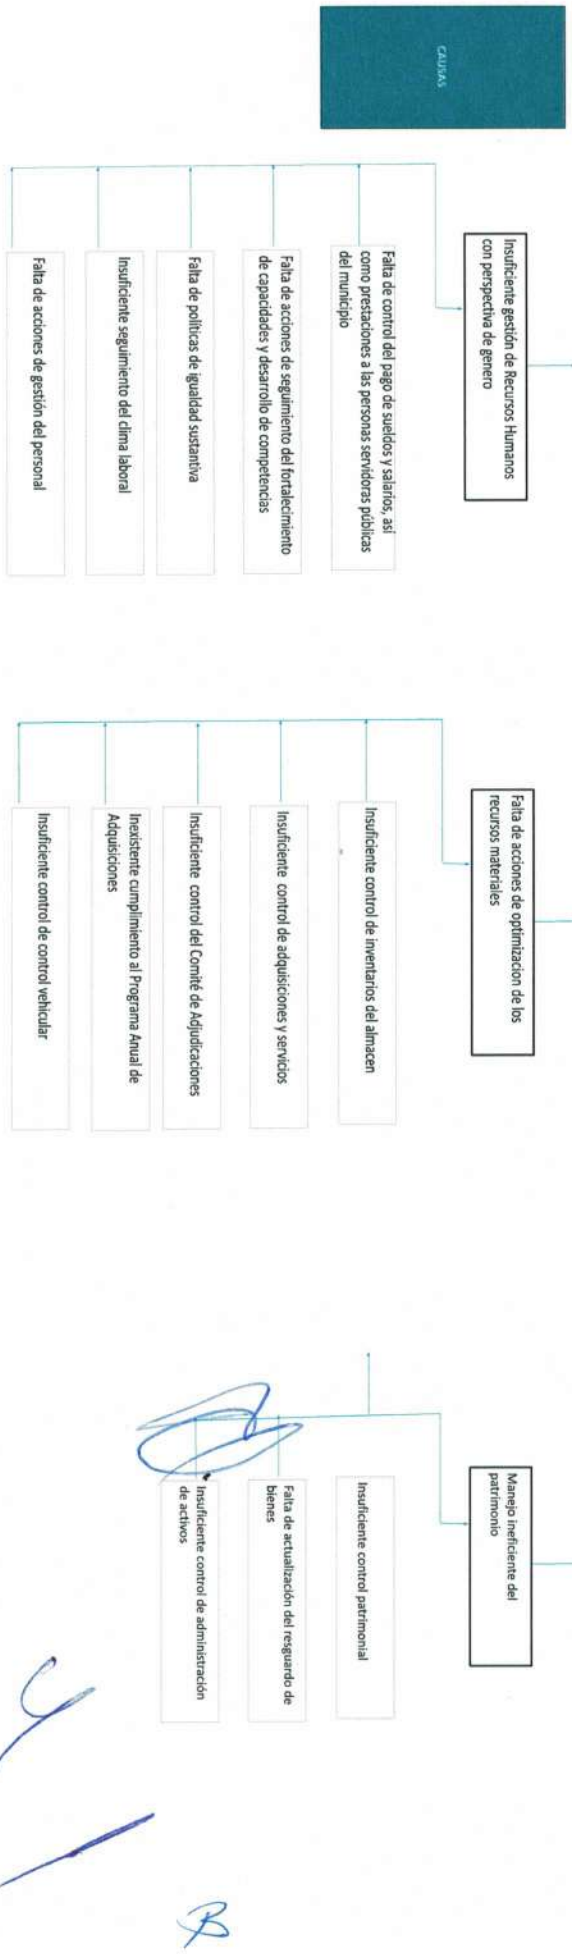 CAUSAS
Insuficiente gestión de Recursos Humanos
con perspectiva de genero
Falta de control del pago de sueldos y salarios, asi
como prestaciones a las personas servidoras públicas
del municipio
Falta de acciones de seguimiento del fortalecimiento
de capacidades y desarrollo de competencias
Falta de políticas de igualdad sustantiva
Insuficiente seguimiento del clima laboral
Falta de acciones de gestión del personal
Falta de acciones de optimizacion de los
recursos materiales
Insuficiente control de inventarios del almacen
Insuficiente control de adquisiciones y servicios
Insuficiente control del Comité de Adjudicaciones
Inexistente cumplimiento al Programa Anual de
Adquisiciones
Insuficiente control de control vehicular
Manejo ineficiente del
patrimonio
Insuficiente control patrimonial
Falta de actualización del resguardo de
bienes
Insuficiente control de administración
de activos